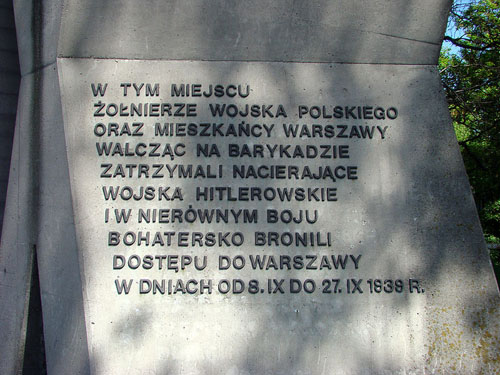 W TYM MIEJSCU
ŻOŁNIERZE WOJSKA POLSKIEGO
ORAZ MIESZKAŃCY WARSZAWY
WALCZĄC NA BARYKADZIE
ZATRZYMALI NACIERAJĄCE
WOJSKA HITLEROWSKIE
I W NIERÓWNYM BOJU
BOHATERSKO BRONILI
DOSTĘPU DO WARSZAWY
W DNIACH OD 8. IX DO 27. IX 1939 R.